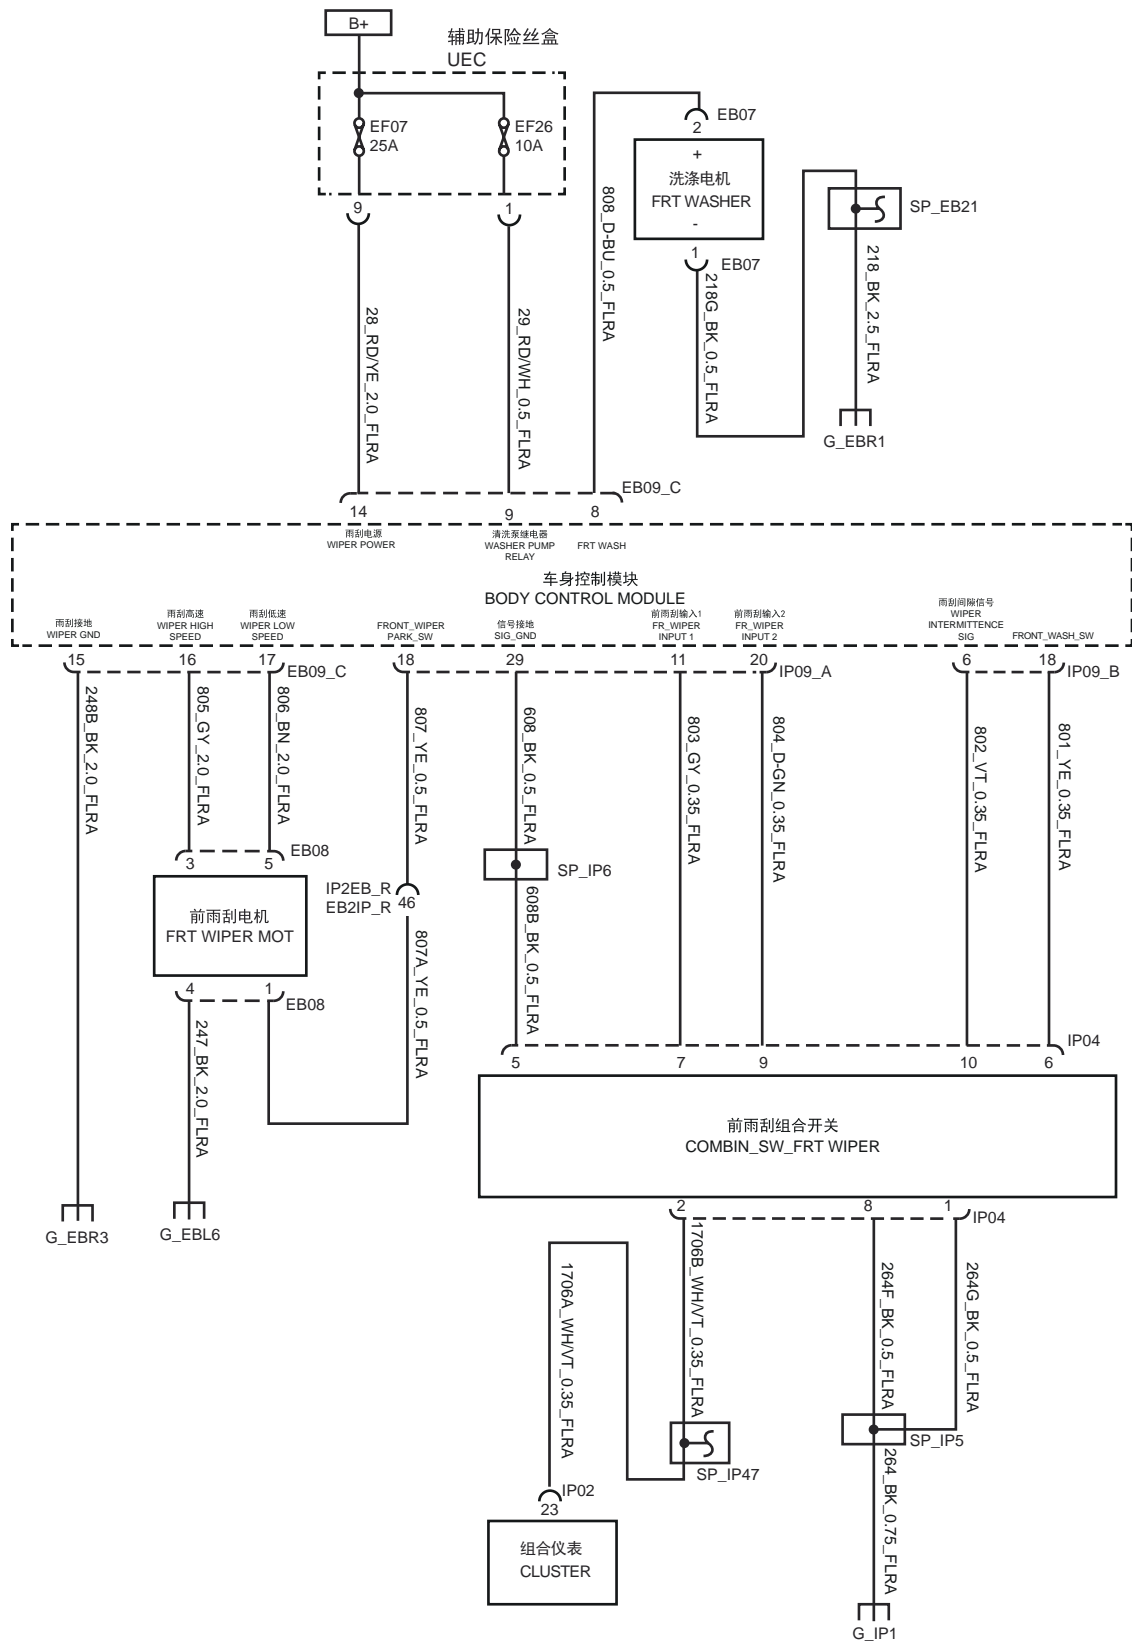 B+
辅助保险丝盒
UEC
EF07
25A
EF26
10A
9
1
EB07
2
+
洗涤电机
FRT WASHER
-
1
EB07
SP_EB21
808_D-BU_0.5_FLRA
218G_BK_0.5_FLRA
218_BK_2.5_FLRA
G_EBR1
28_RD/YE_2.0_FLRA
29_RD/WH_0.5_FLRA
EB09_C
14
9
8
雨刮电源
WIPER POWER
清洗泵继电器
WASHER PUMP
RELAY
FRT WASH
车身控制模块
BODY CONTROL MODULE
雨刮接地
WIPER GND
雨刮高速
WIPER HIGH
SPEED
雨刮低速
WIPER LOW
SPEED
FRONT_WIPER
PARK_SW
信号接地
SIG_GND
前雨刮输入1
FR_WIPER
INPUT 1
前雨刮输入2
FR_WIPER
INPUT 2
雨刮间隙信号
WIPER
INTERMITTENCE
SIG
FRONT_WASH_SW
15
16
17
EB09_C
18
29
11
20
IP09_A
6
18
IP09_B
248B_BK_2.0_FLRA
805_GY_2.0_FLRA
806_BN_2.0_FLRA
807_YE_0.5_FLRA
608_BK_0.5_FLRA
803_GY_0.35_FLRA
804_D-GN_0.35_FLRA
802_VT_0.35_FLRA
801_YE_0.35_FLRA
3
5
EB08
前雨刮电机
FRT WIPER MOT
4
1
EB08
IP2EB_R
EB2IP_R
46
SP_IP6
807A_YE_0.5_FLRA
608B_BK_0.5_FLRA
247_BK_2.0_FLRA
G_EBR3
G_EBL6
IP04
5
7
9
10
6
前雨刮组合开关
COMBIN_SW_FRT WIPER
2
8
1
IP04
1706A_WH/VT_0.35_FLRA
1706B_WH/VT_0.35_FLRA
264F_BK_0.5_FLRA
264G_BK_0.5_FLRA
SP_IP47
SP_IP5
264_BK_0.75_FLRA
IP02
23
组合仪表
CLUSTER
G_IP1